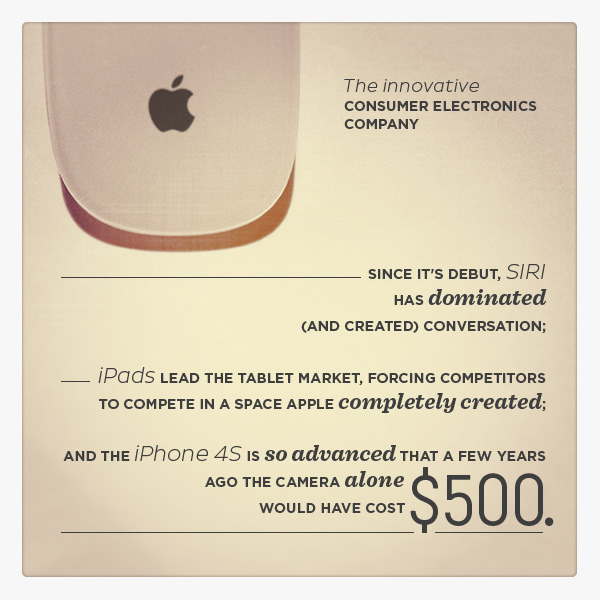 The innovative
CONSUMER ELECTRONICS
COMPANY
SINCE IT'S DEBUT, SIRI
HAS dominated
(AND CREATED) CONVERSATION;
iPads LEAD THE TABLET MARKET, FORCING COMPETITORS
TO COMPETE IN A SPACE APPLE completely created;
AND THE iPhone 4S IS so advanced THAT A FEW YEARS
AGO THE CAMERA alone
WOULD HAVE COST $500.